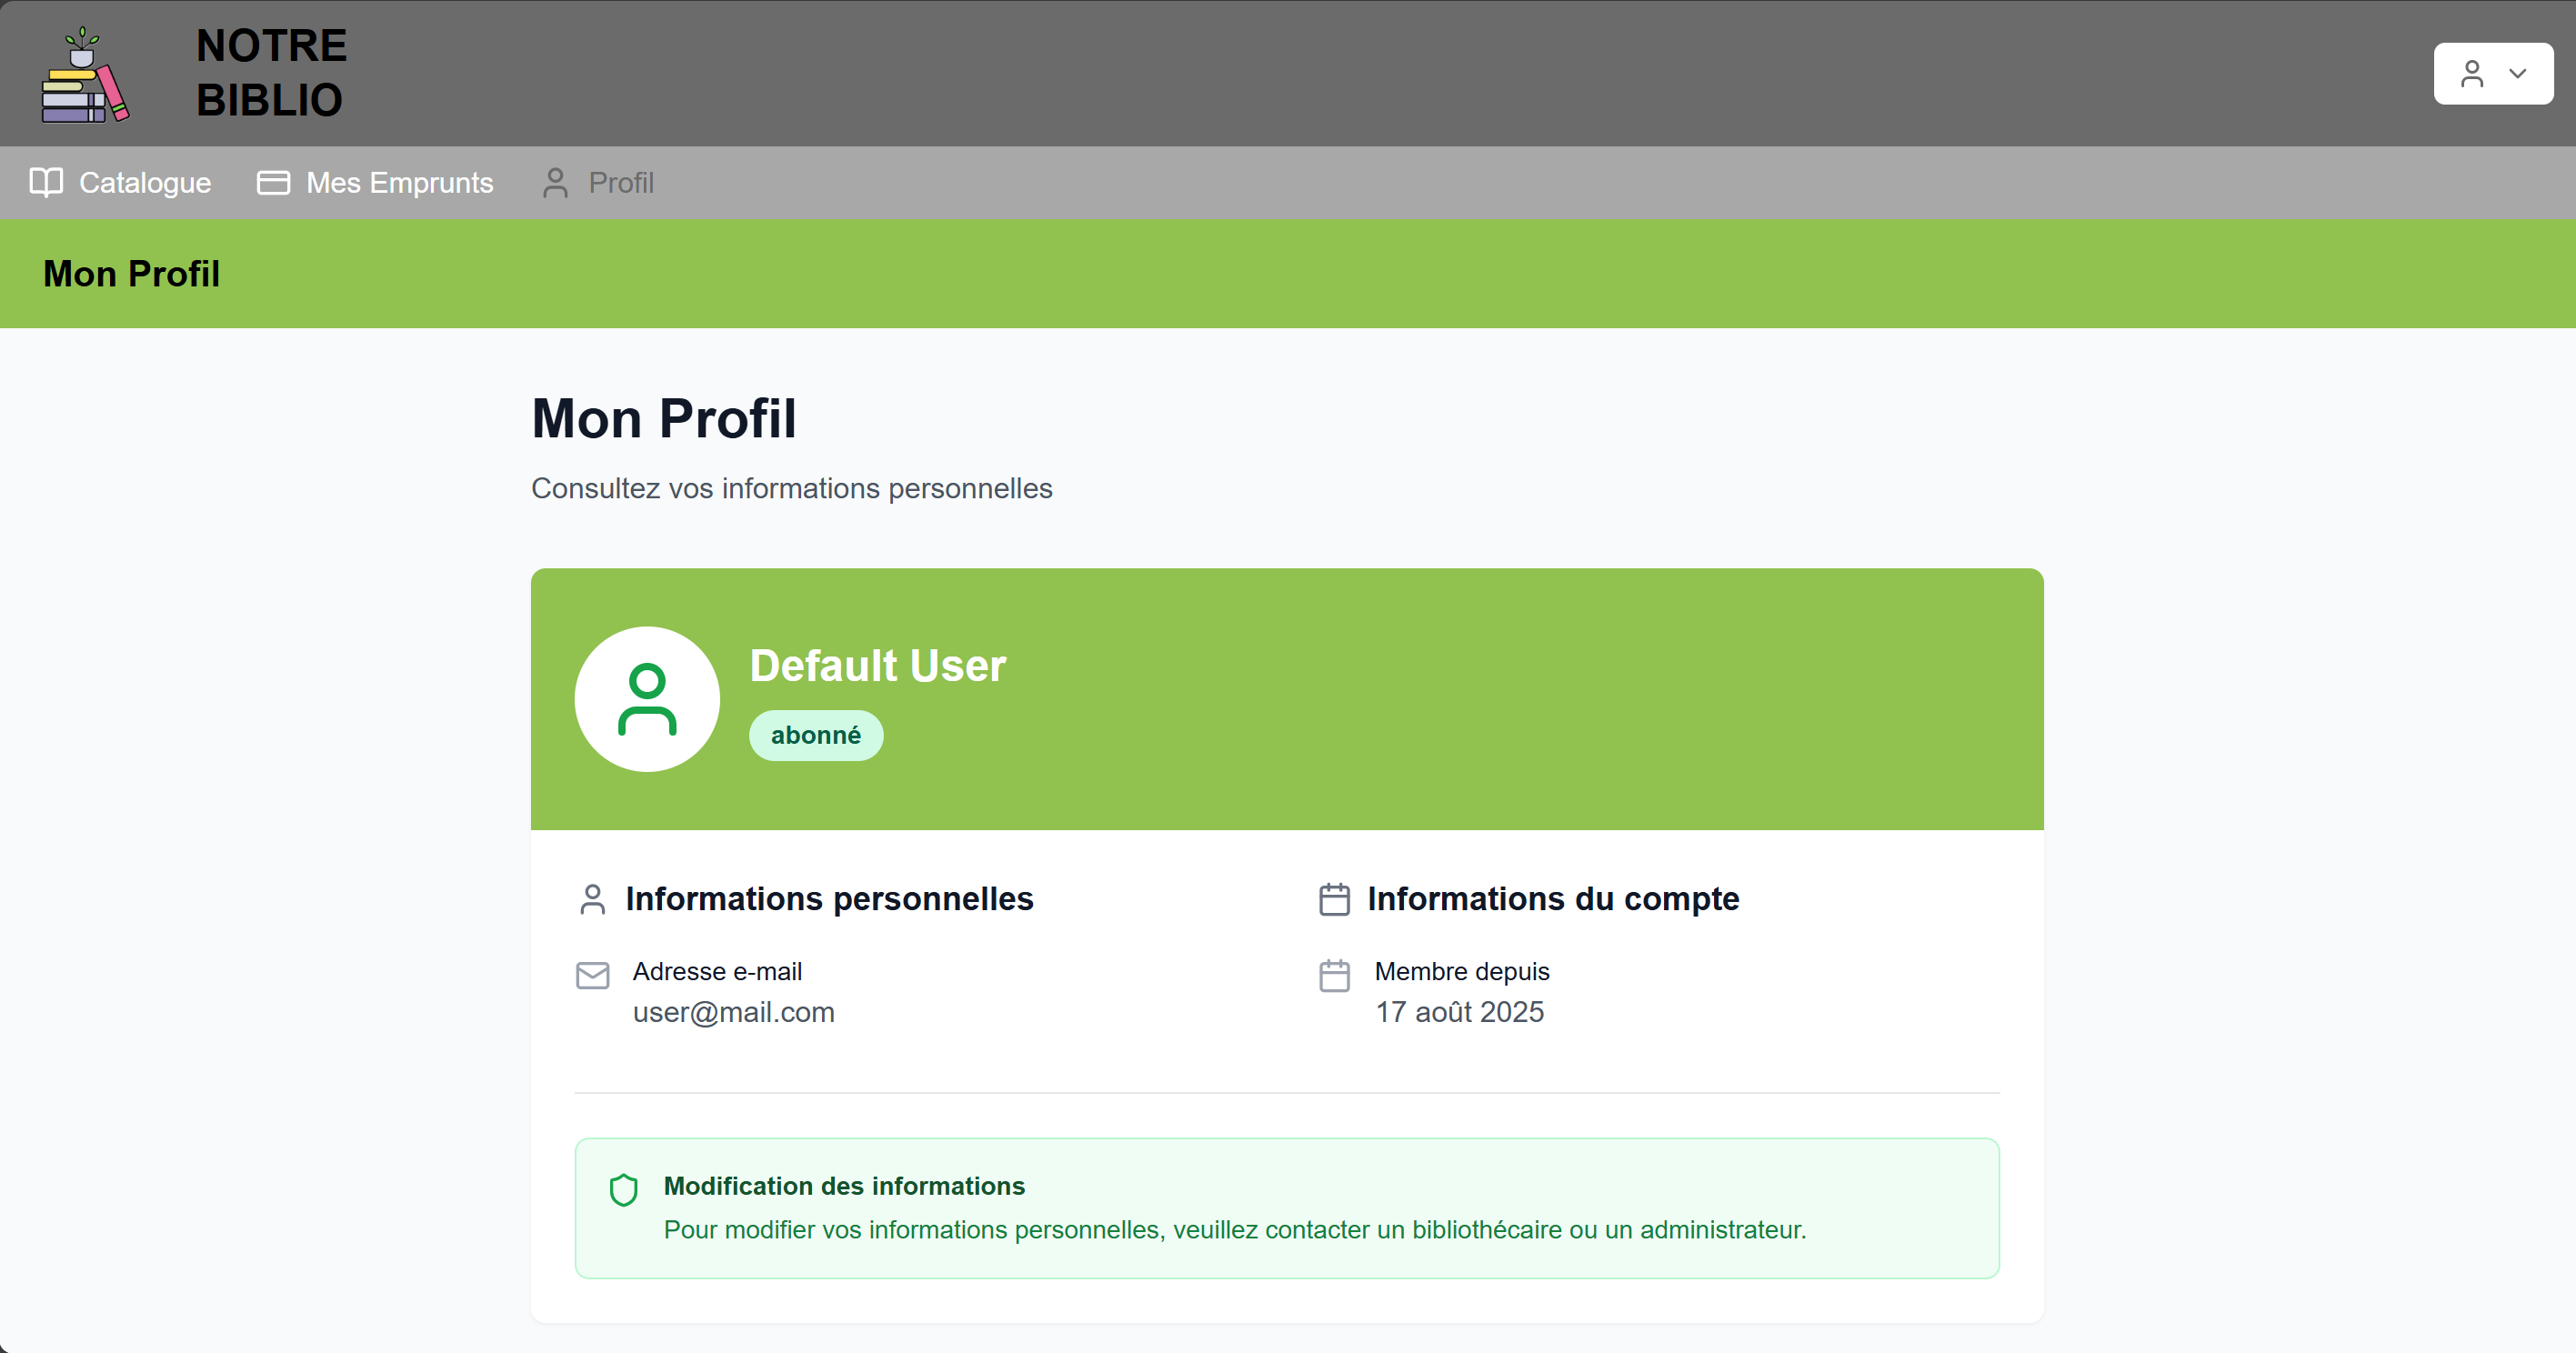 NOTRE
BIBLIO
Catalogue
Mes Emprunts
Profil
Mon Profil
Mon Profil
Consultez vos informations personnelles
Default User
abonné
Informations personnelles
Adresse e-mail
user@mail.com
Informations du compte
Membre depuis
17 août 2025
Modification des informations
Pour modifier vos informations personnelles, veuillez contacter un bibliothécaire ou un administrateur.